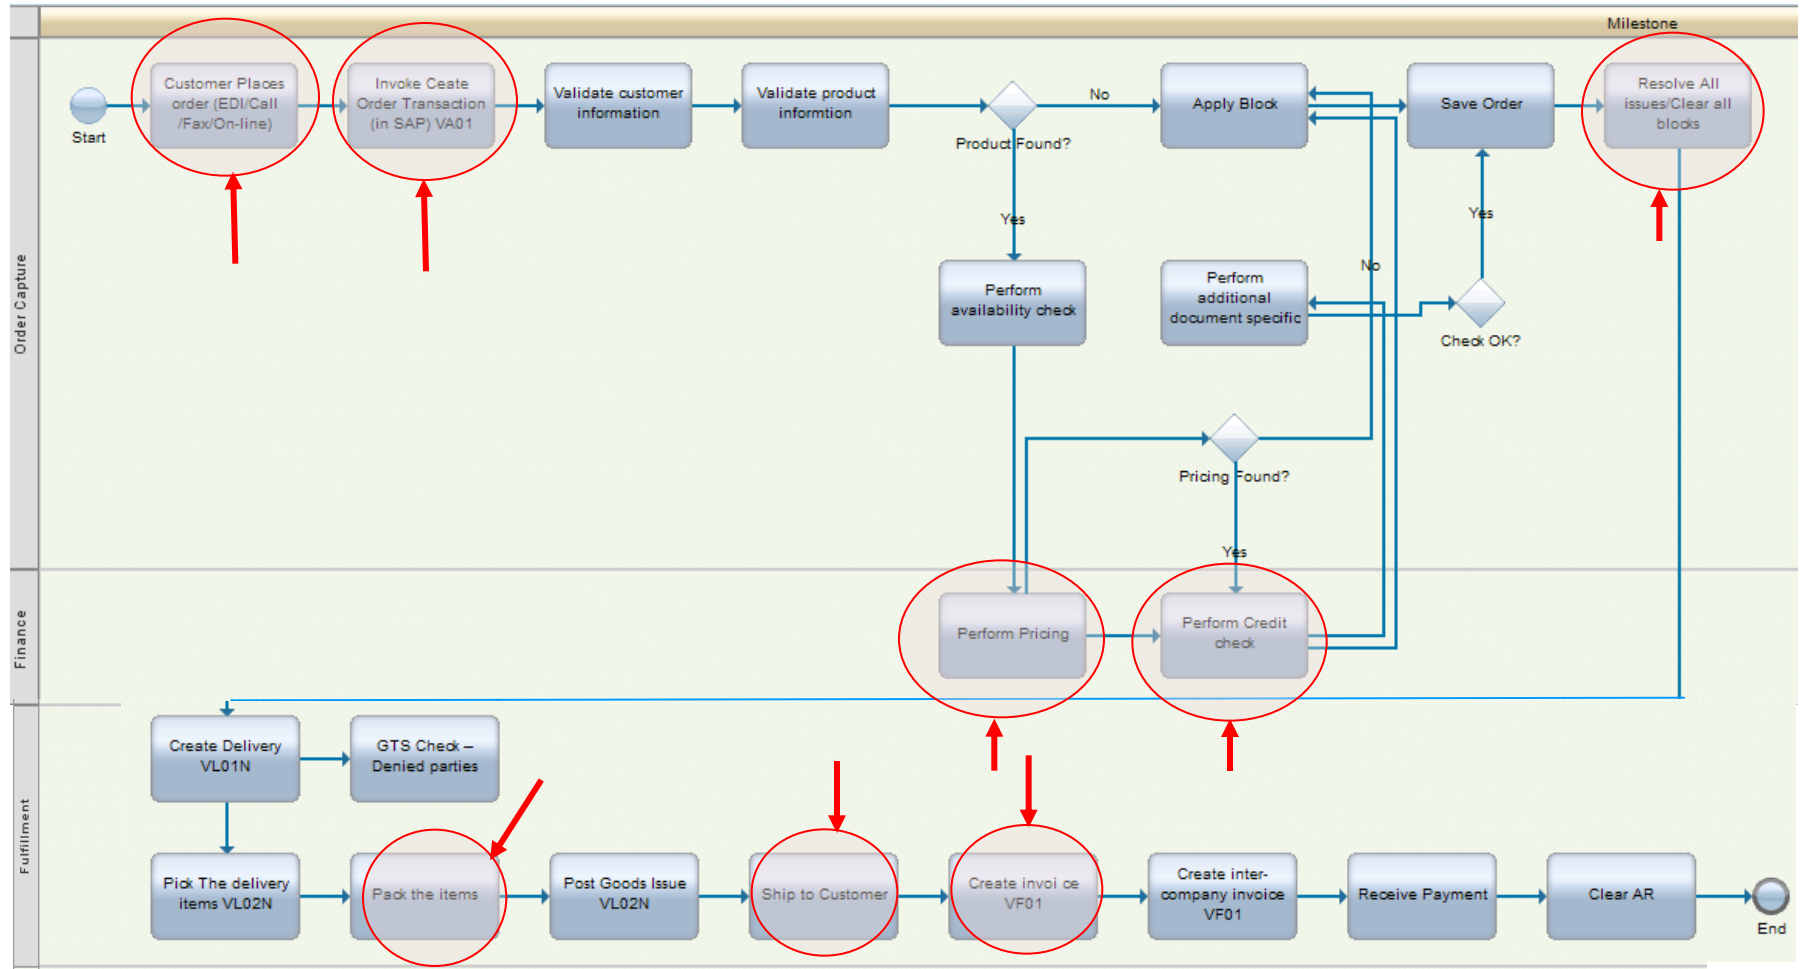 Milestone
Order Capture
Start
Customer Places
order (EDI/Call
/Fax/On-line)
Invoke Ceate
Order Transaction
(in SAP) VA01
Validate customer
information
Validate product
informtion
Product Found?
No
Yes
Apply Block
Save Order
Resolve All
issues/Clear all
blocks
Perform
availability check
Perform
additional
document specific
No
Yes
Check OK?
Pricing Found?
Yes
Finance
Perform Pricing
Perform Credit
check
Fulfillment
Create Delivery
VL01N
GTS Check –
Denied parties
Pick The delivery
items VL02N
Pack the items
Post Goods Issue
VL02N
Ship to Customer
Create invoi ce
VF01
Create inter-
company invoice
VF01
Receive Payment
Clear AR
End